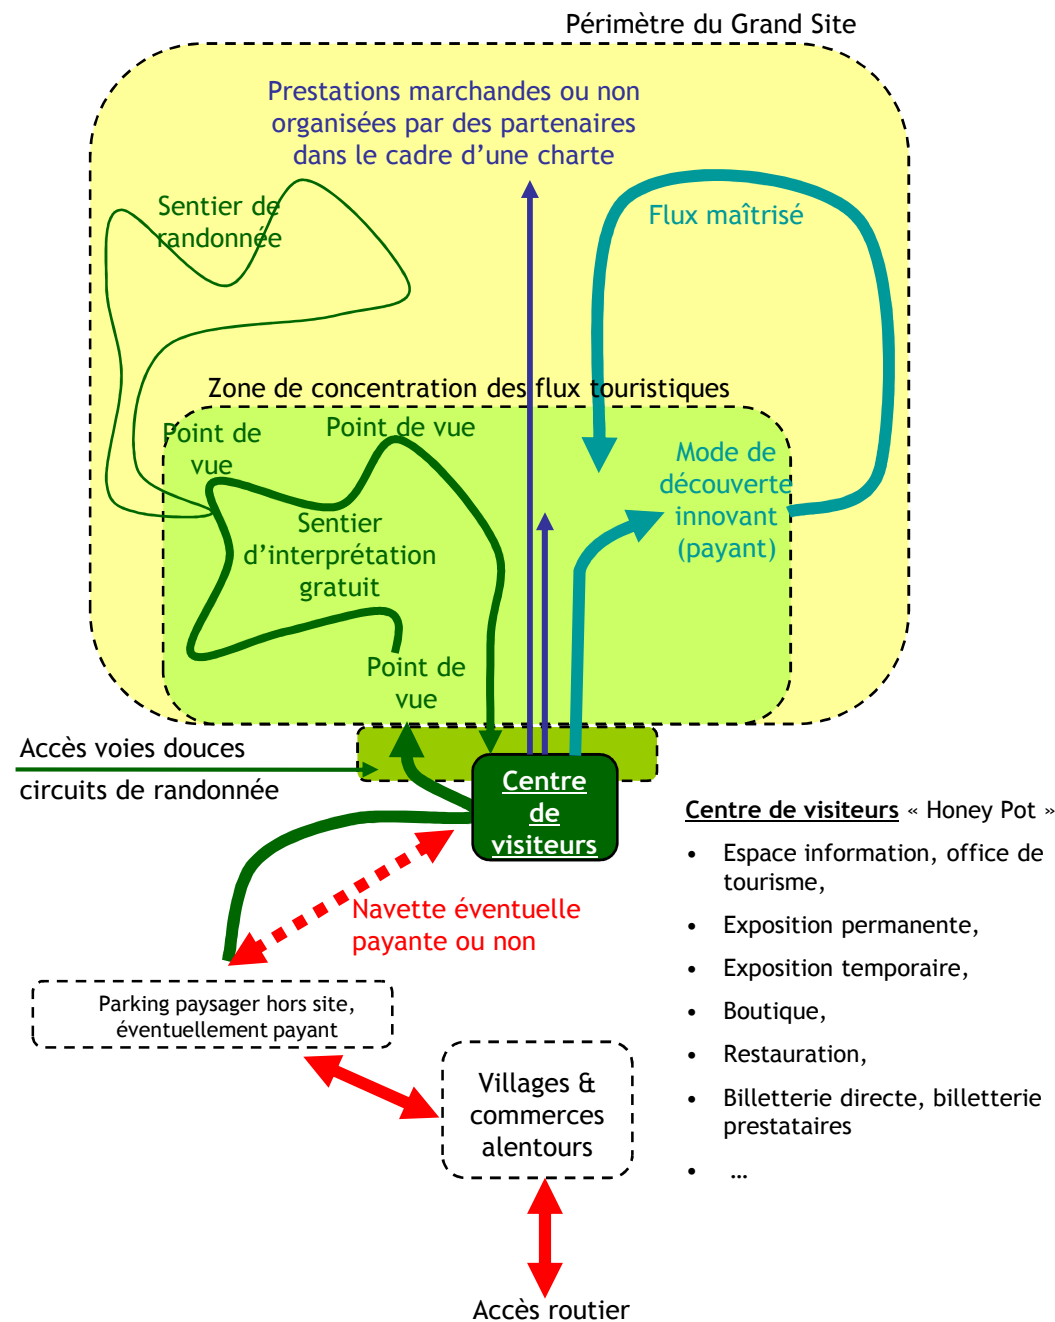 Périmètre du Grand Site
Prestations marchandes ou non
organisées par des partenaires
dans le cadre d’une charte
Sentier de
randonnée
Flux maîtrisé
Zone de concentration des flux touristiques
Point de
vue
Point de vue
Mode de
découverte
innovant
(payant)
Sentier
d’interprétation
gratuit
Point de
vue
Accès voies douces
circuits de randonnée
Centre
de
visiteurs
Navette éventuelle
payante ou non
Parking paysager hors site,
éventuellement payant
Villages &
commerces
alentours
Accès routier
Centre de visiteurs « Honey Pot »
• Espace information, office de
tourisme,
• Exposition permanente,
• Exposition temporaire,
• Boutique,
• Restauration,
• Billetterie directe, billetterie
prestataires
• …